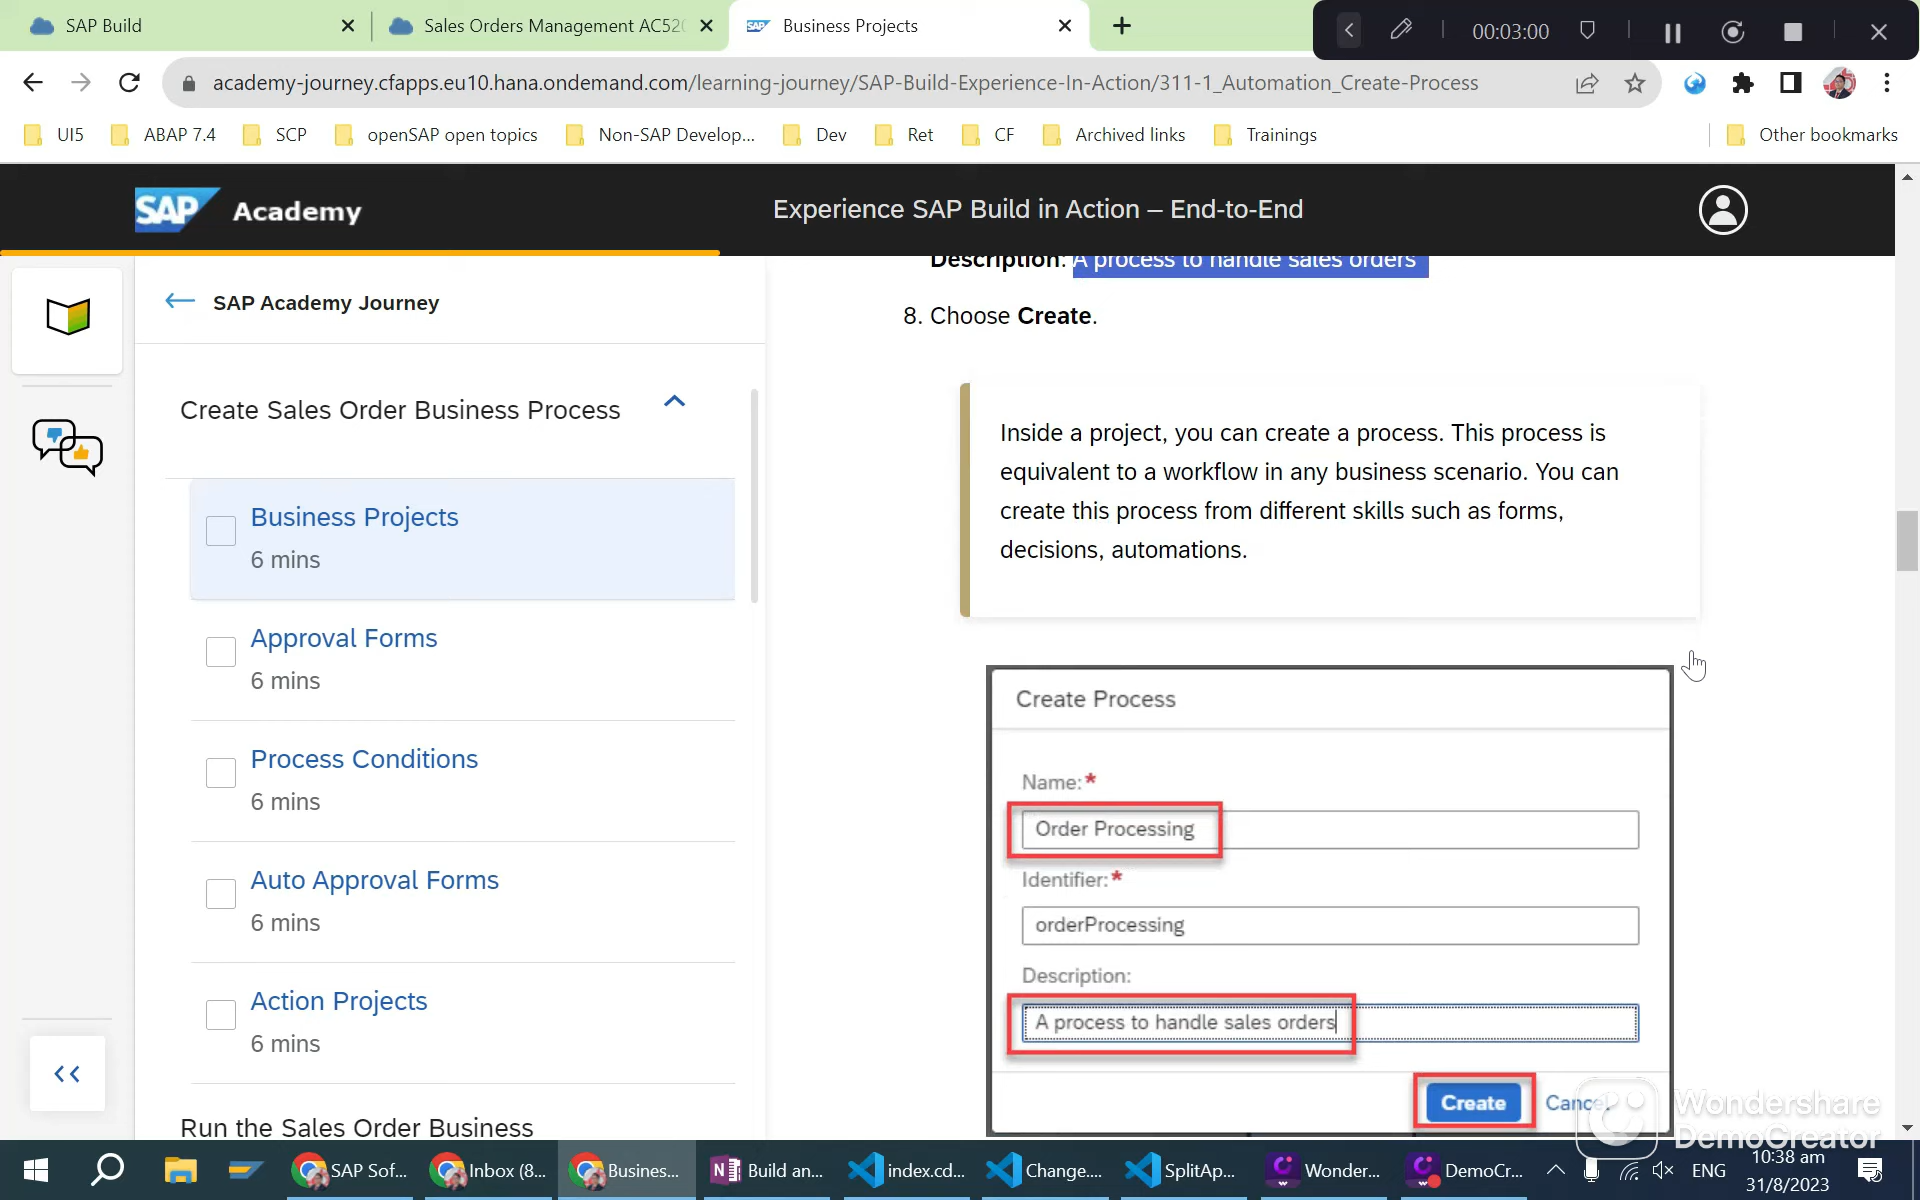 SAP Build
Sales Orders Management AC520
Business Projects
00:03:00
academy-journey.cfapps.eu10.hana.ondemand.com/learning-journey/SAP-Build-Experience-In-Action/311-1_Automation_Create-Process
UI5
ABAP 7.4
SCP
openSAP open topics
Non-SAP Develop...
Dev
Ret
CF
Archived links
Trainings
Other bookmarks
SAP Academy
Experience SAP Build in Action – End-to-End
SAP Academy Journey
Create Sales Order Business Process
Business Projects
6 mins
Approval Forms
6 mins
Process Conditions
6 mins
Auto Approval Forms
6 mins
Action Projects
6 mins
Run the Sales Order Business
Description: A process to handle sales orders
8. Choose Create.
Inside a project, you can create a process. This process is
equivalent to a workflow in any business scenario. You can
create this process from different skills such as forms,
decisions, automations.
Create Process
Name:*
Order Processing
Identifier:*
orderProcessing
Description:
A process to handle sales orders
Create
Cancel
Wondershare
DemoCreator
SAP Sof...
Inbox (8...
Busines...
Build an...
index.cd...
Change....
SplitAp...
Wonder...
DemoCr...
ENG
10:38 am
31/8/2023